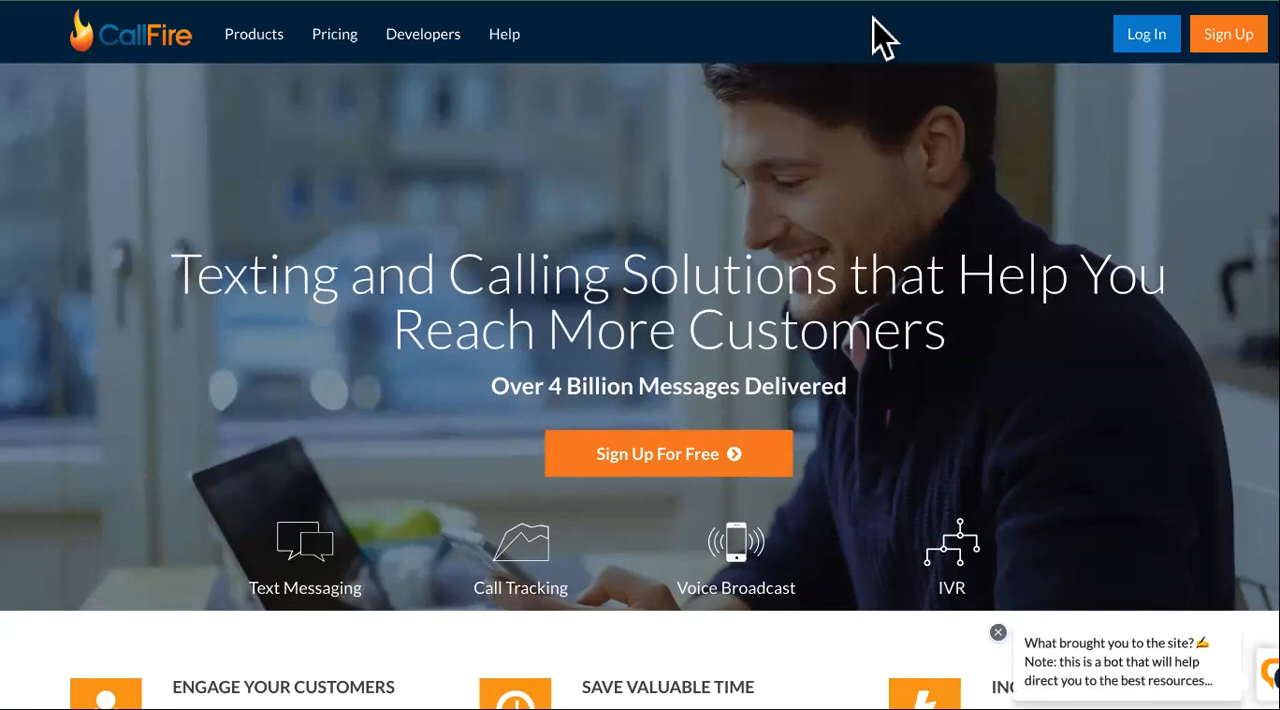 CallFire Products Pricing Developers Help Log In Sign Up
Texting and Calling Solutions that Help You
Reach More Customers
Over 4 Billion Messages Delivered
Sign Up For Free
Text Messaging Call Tracking Voice Broadcast IVR
What brought you to the site?✍️
Note: this is a bot that will help
direct you to the best resources...
ENGAGE YOUR CUSTOMERS SAVE VALUABLE TIME